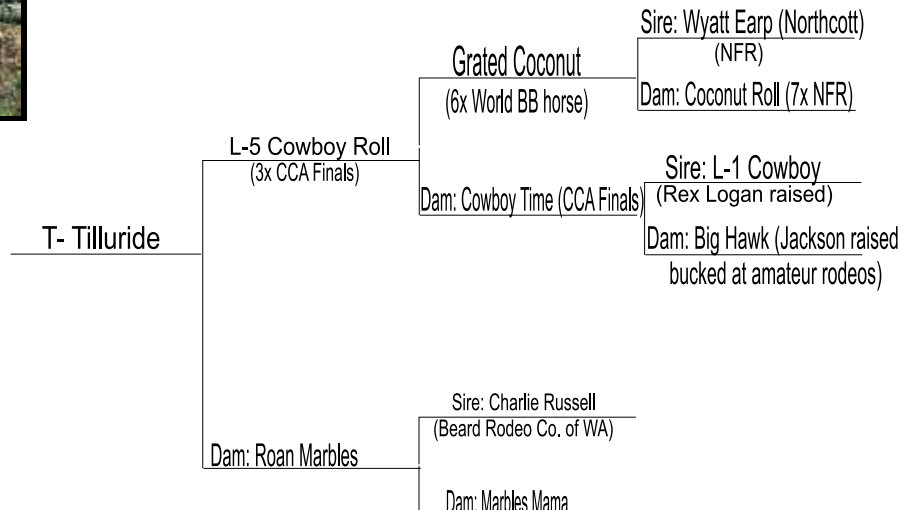 Sire: Wyatt Earp (Northcott)
(NFR)
Grated Coconut
(6x World BB horse)
Dam: Coconut Roll (7x NFR)
L-5 Cowboy Roll
(3x CCA Finals)
Sire: L-1 Cowboy
(Rex Logan raised)
Dam: Cowboy Time (CCA Finals)
Dam: Big Hawk (Jackson raised
bucked at amateur rodeos)
T- Tilluride
Sire: Charlie Russell
(Beard Rodeo Co. of WA)
Dam: Roan Marbles
Dam: Marbles Mama